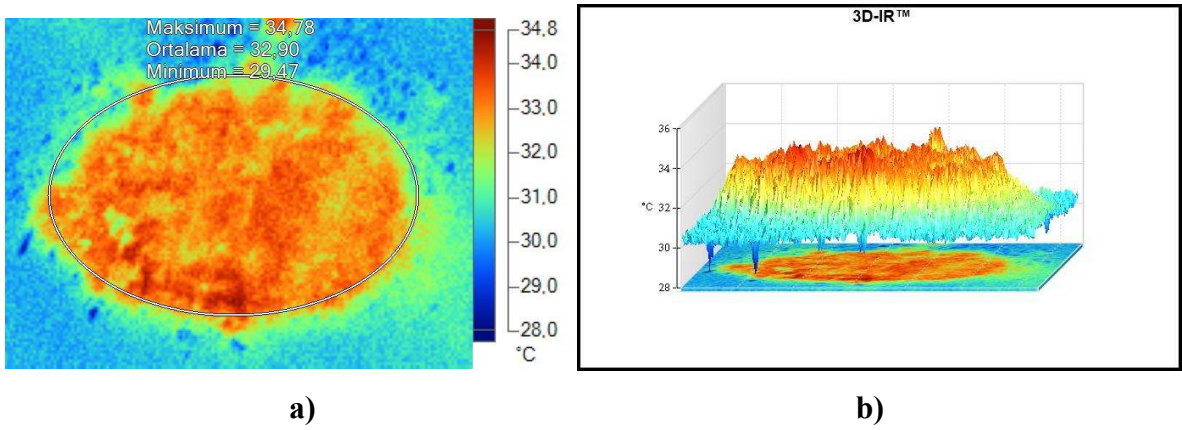 Maksimum = 34,78
Ortalama = 32,90
Minimum = 29,47
34.8
34.0
33.0
32.0
31.0
30.0
29.0
28.0
°C
a)
3D-IR™
36
34
°C 32
30
28
b)